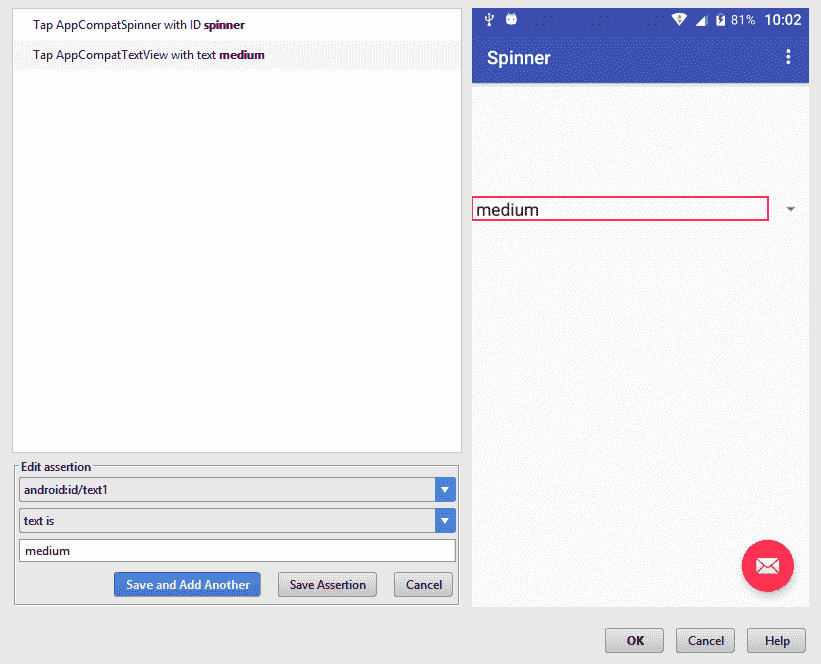 Tap AppCompatSpinner with ID spinner
Tap AppCompatTextView with text medium
81% 10:02
Spinner
medium
Edit assertion
android:id/text1
text is
medium
Save and Add Another Save Assertion Cancel
OK Cancel Help